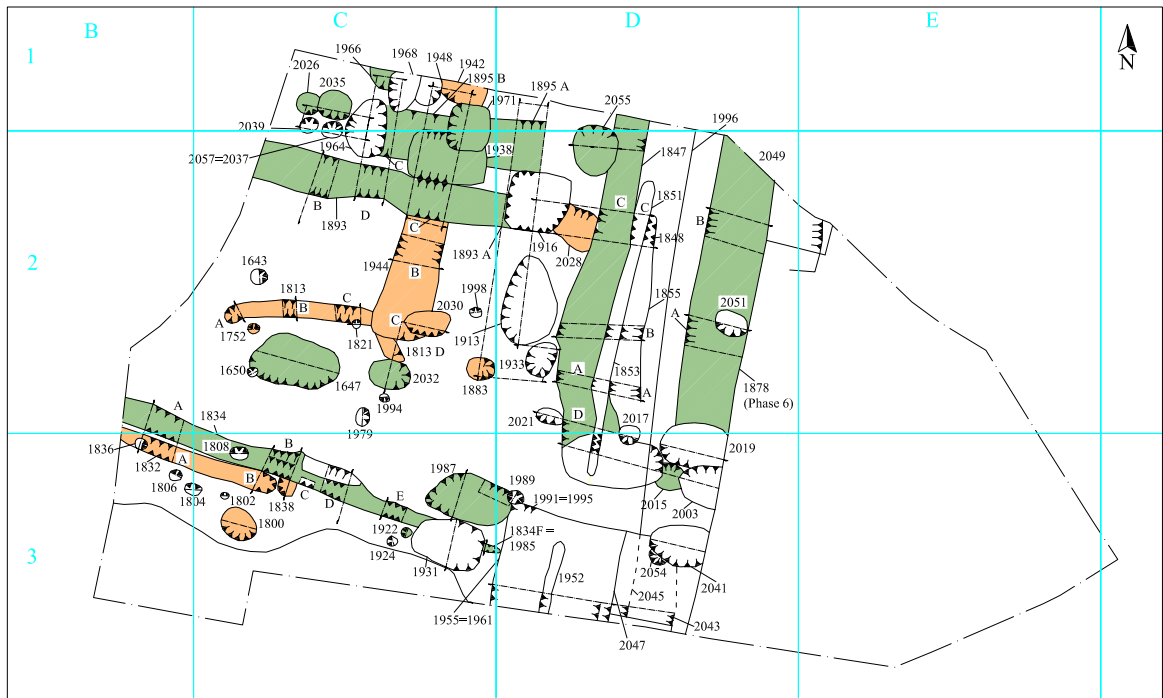 B
C
D
E
1
2
3
N
1966
1968
1948
1942
1895 B
1971
1895 A
2026
2035
2055
1996
2039
2057=2037
1964
C
1938
1847
2049
1851
C
C
1848
B
B
D
1893
C
1944
1893 A
1916
2028
B
1643
1813
B
C
A
1752
1821
C
2030
1813 D
1998
1913
1855
B
2051
A
1650
1647
2032
1883
1933
A
1853
A
1878
(Phase 6)
1994
1979
2021
D
2017
A
1834
1836
1808
B
1832
A
B
1806
1804
1802
1838
C
D
1800
E
1987
1989
1991=1995
2019
2015
2003
1922
1924
1931
1834F =
1985
1955=1961
1952
2054
2041
2045
2043
2047